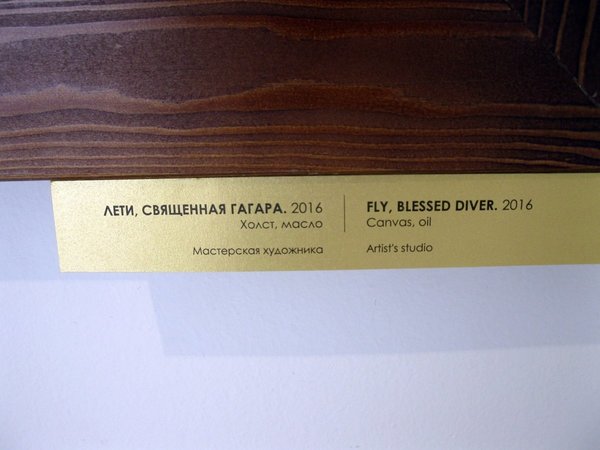 ЛЕТИ, СВЯЩЕННАЯ ГАГАРА. 2016
Холст, масло
Мастерская художника
FLY, BLESSED DIVER. 2016
Canvas, oil
Artist's studio